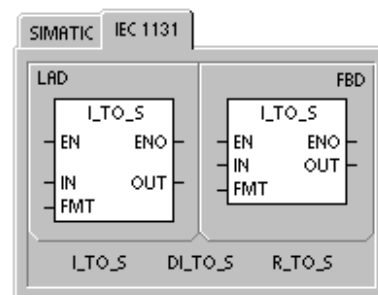 SIMATIC IEC 1131
LAD FBD
I_TO_S I_TO_S
EN ENO EN ENO
IN OUT IN OUT
FMT FMT
I_TO_S DI_TO_S R_TO_S